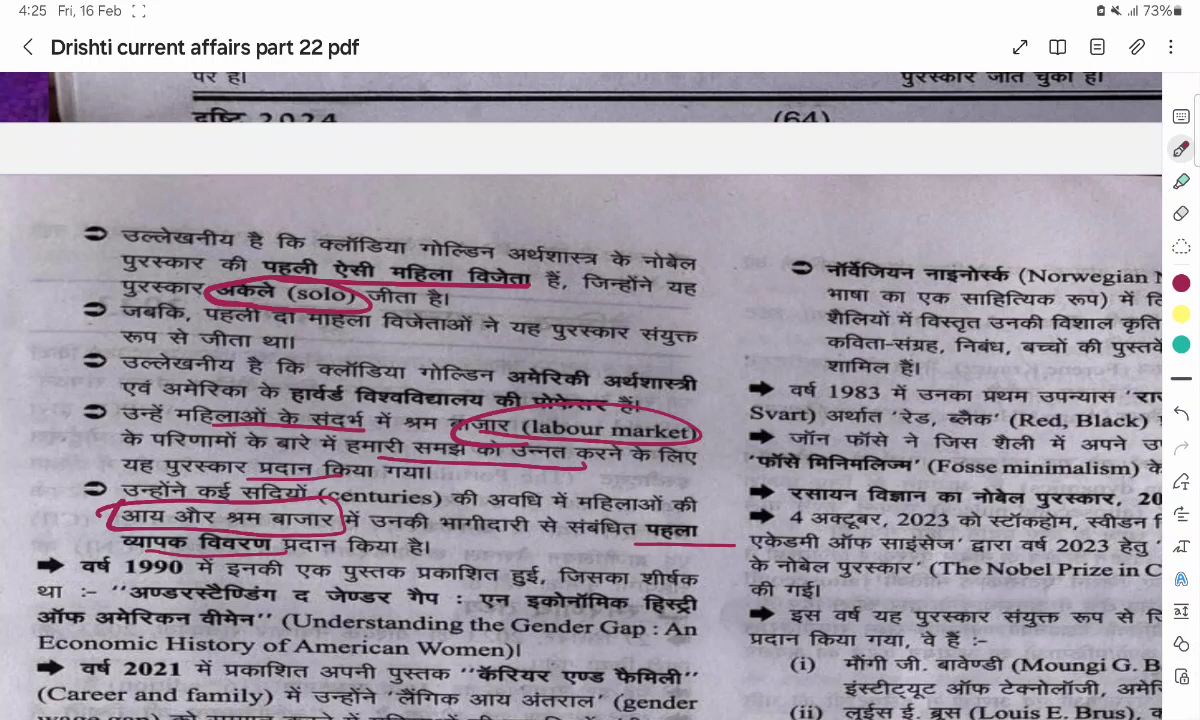 4:25 Fri, 16 Feb
73%
Drishti current affairs part 22 pdf
पर है।
पुरस्कार जीत चुका है।
दृष्टि 2024
(64)
उल्लेखनीय है कि क्लॉडिया गोल्डिन अर्थशास्त्र के नोबेल
पुरस्कार की पहली ऐसी महिला विजेता हैं, जिन्होंने यह
पुरस्कार अकेले (solo) जीता है।
जबकि, पहली दो महिला विजेताओं ने यह पुरस्कार संयुक्त
रूप से जीता था।
उल्लेखनीय है कि क्लॉडिया गोल्डिन अमेरिकी अर्थशास्त्री
एवं अमेरिका के हार्वर्ड विश्वविद्यालय की प्रोफेसर हैं।
उन्हें महिलाओं के संदर्भ में श्रम बाजार (labour market)
के परिणामों के बारे में हमारी समझ को उन्नत करने के लिए
यह पुरस्कार प्रदान किया गया।
उन्होंने कई सदियों (centuries) की अवधि में महिलाओं की
आय और श्रम बाजार में उनकी भागीदारी से संबंधित पहला
व्यापक विवरण प्रदान किया है।
➡ वर्ष 1990 में इनकी एक पुस्तक प्रकाशित हुई, जिसका शीर्षक
था :- ‘‘अण्डरस्टैण्डिंग द जेण्डर गैप : एन इकोनॉमिक हिस्ट्री
ऑफ अमेरिकन वीमेन’’ (Understanding the Gender Gap : An
Economic History of American Women)।
➡ वर्ष 2021 में प्रकाशित अपनी पुस्तक ‘‘कॅरियर एण्ड फैमिली’’
(Career and family) में उन्होंने ‘लैंगिक आय अंतराल’ (gender
नॉर्वेजियन नाइनोर्स्क (Norwegian N
भाषा का एक साहित्यिक रूप) में
शैलियों में विस्तृत उनकी विशाल कृति
कविता-संग्रह, निबंध, बच्चों की पुस्तकें
शामिल हैं।
➡ वर्ष 1983 में उनका प्रथम उपन्यास
Svart) अर्थात ‘रेड, ब्लैक’ (Red, Black)
➡ जॉन फॉसे ने जिस शैली में अपने
‘फॉसे मिनिमलिज्म’ (Fosse minimalism) के
➡ रसायन विज्ञान का नोबेल पुरस्कार, 20
➡ 4 अक्टूबर, 2023 को स्टॉकहोम, स्वीडन
एकेडमी ऑफ साइंसेज’ द्वारा वर्ष 2023 हेतु
के नोबेल पुरस्कार’ (The Nobel Prize in C
की गई।
➡ इस वर्ष यह पुरस्कार संयुक्त रूप से
प्रदान किया गया, वे हैं :-
(i) मौंगी जी. बावेण्डी (Moungi G. B
इंस्टीट्यूट ऑफ टेक्नोलॉजी,
(ii) लूईस ई. ब्रूस (Louis E. Brus),